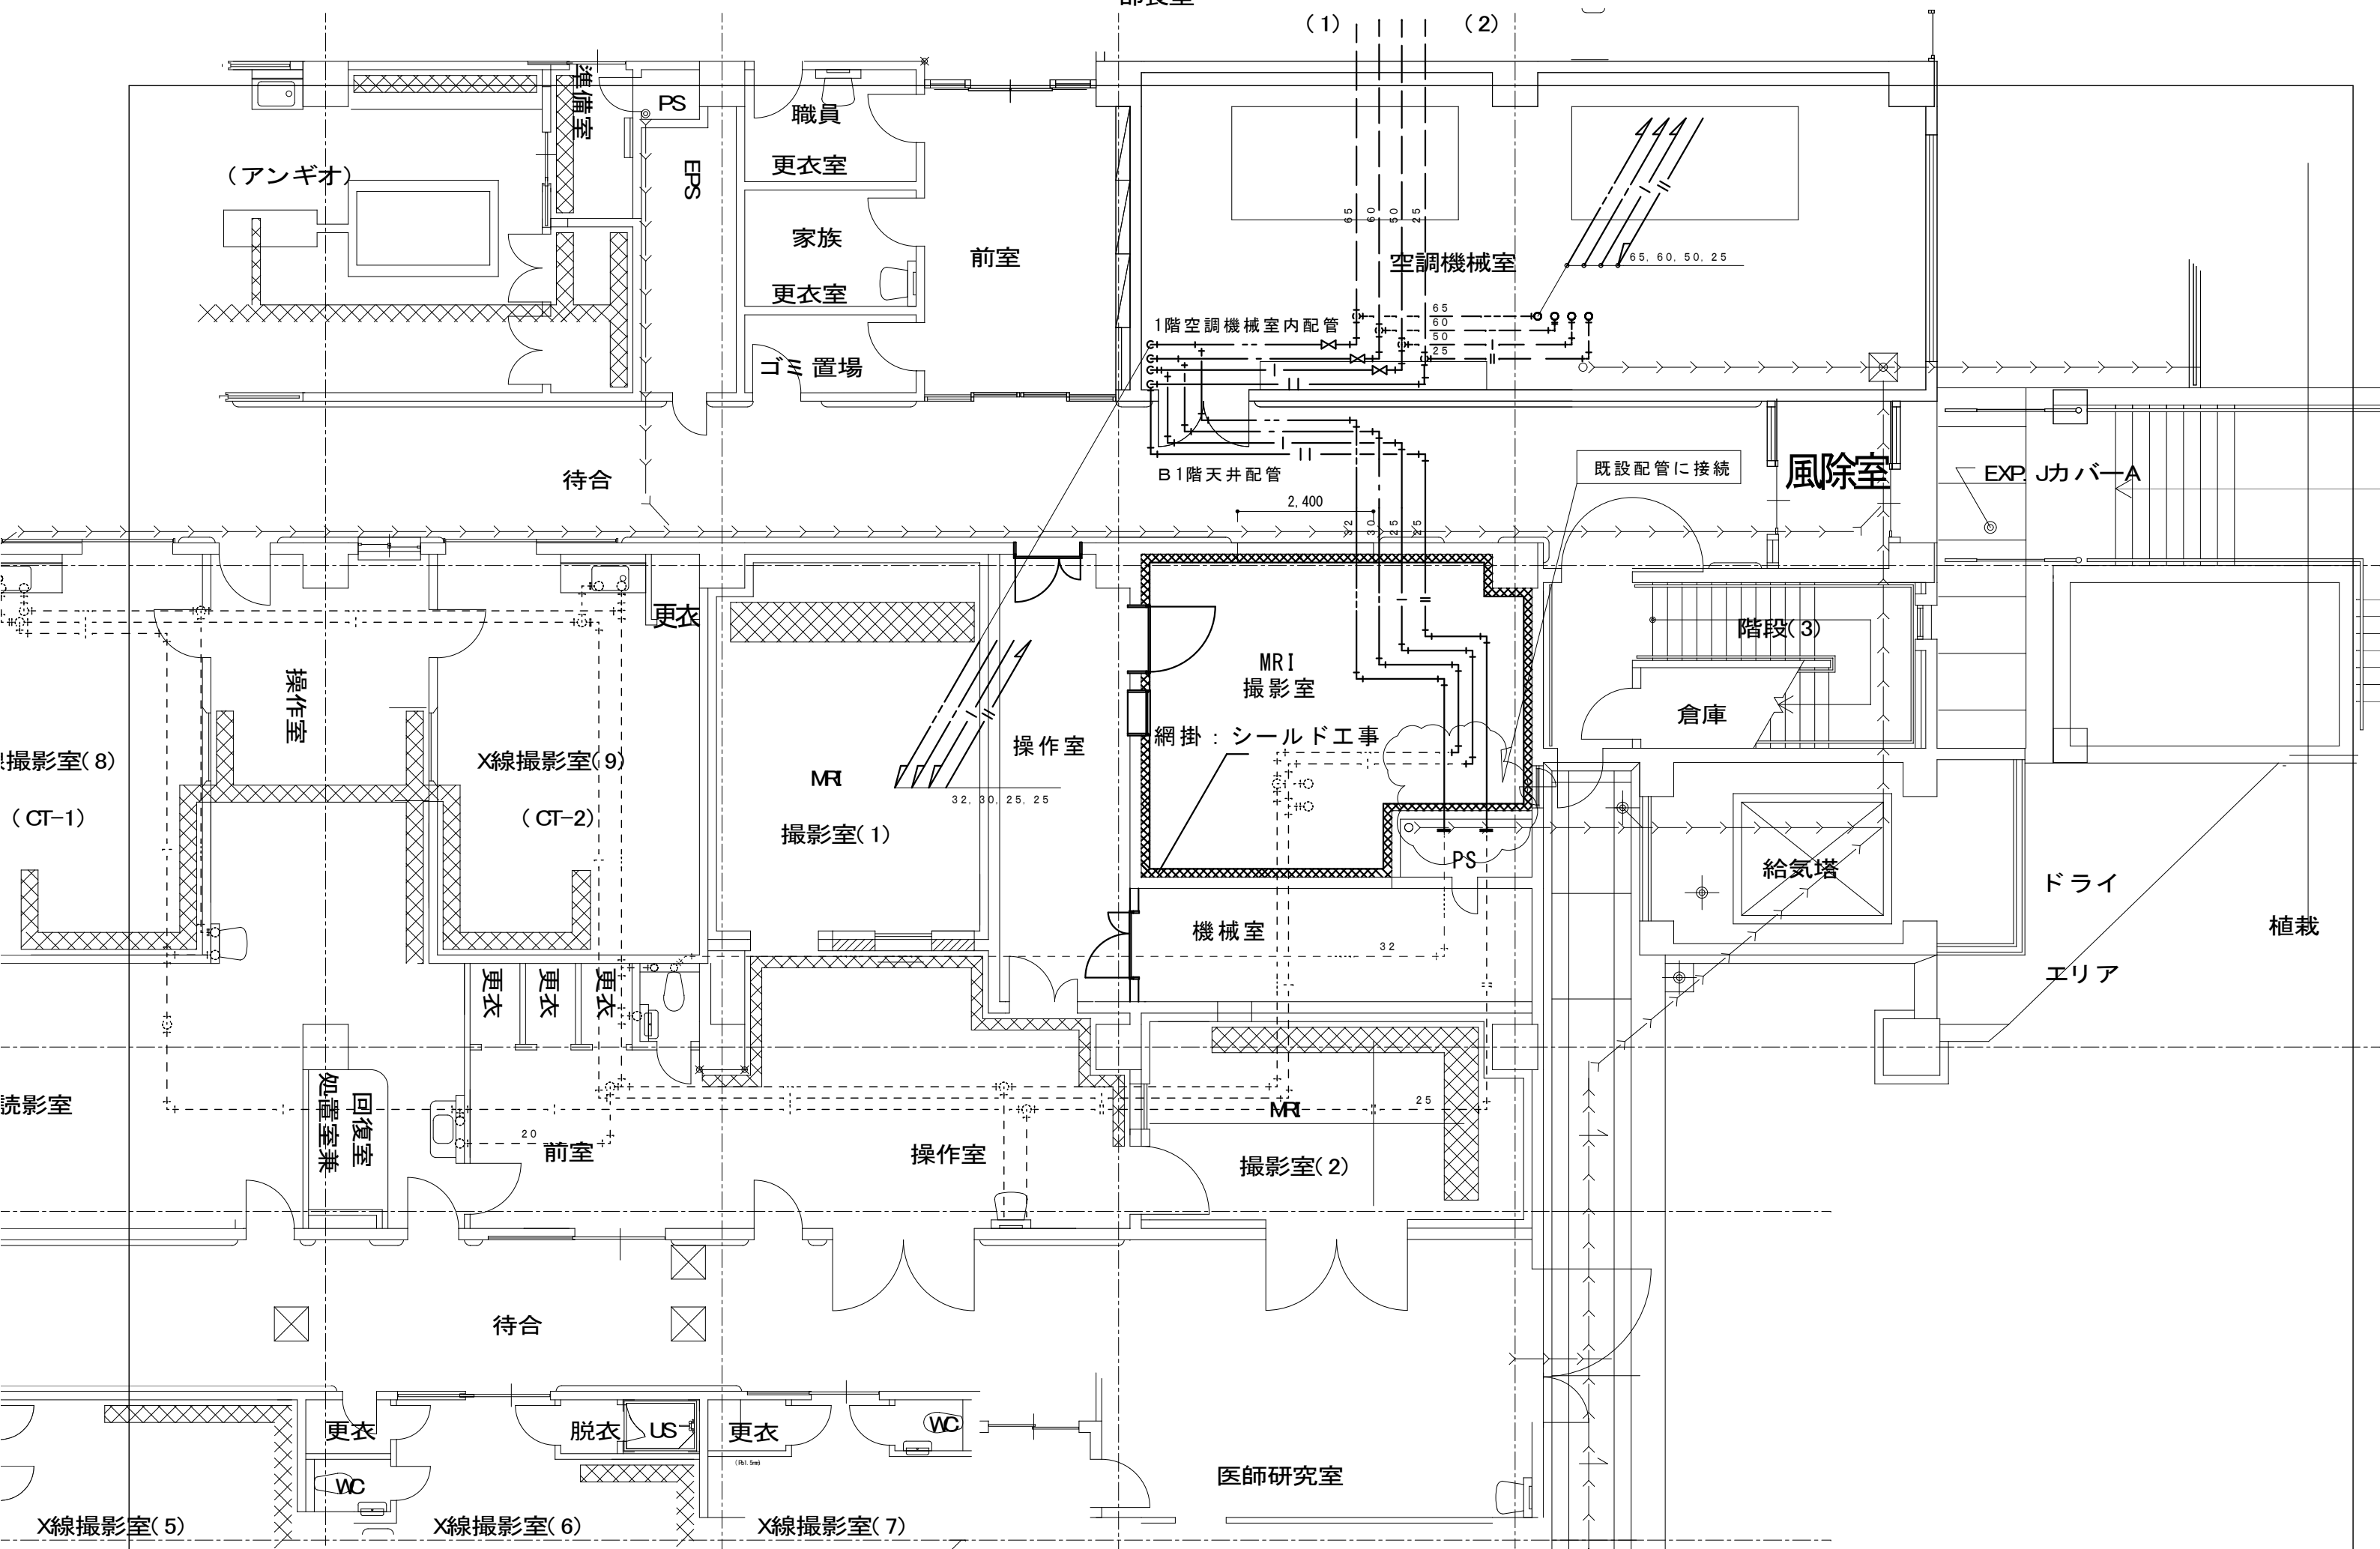 (1)
(2)
準備室
PS
EPS
職員
更衣室
(アンギオ)
家族
更衣室
前室
ゴミ置場
空調機械室
65
60
50
25
65, 60, 50, 25
65
60
50
25
1階空調機械室内配管
B1階天井配管
待合
既設配管に接続
風除室
EXP.JカバーA
2,400
32
30
25
25
更衣
操作室
MRI
撮影室
階段(3)
倉庫
撮影室(8)
(CT-1)
X線撮影室(9)
(CT-2)
MRI
撮影室(1)
操作室
32, 30, 25, 25
網掛：シールド工事
PS
給気塔
ドライ
エリア
植栽
機械室
32
更衣
更衣
更衣
読影室
処置室兼
回復室
20
前室
操作室
MRI
25
撮影室(2)
待合
更衣
脱衣
US
更衣
WC
WC
医師研究室
X線撮影室(5)
X線撮影室(6)
X線撮影室(7)